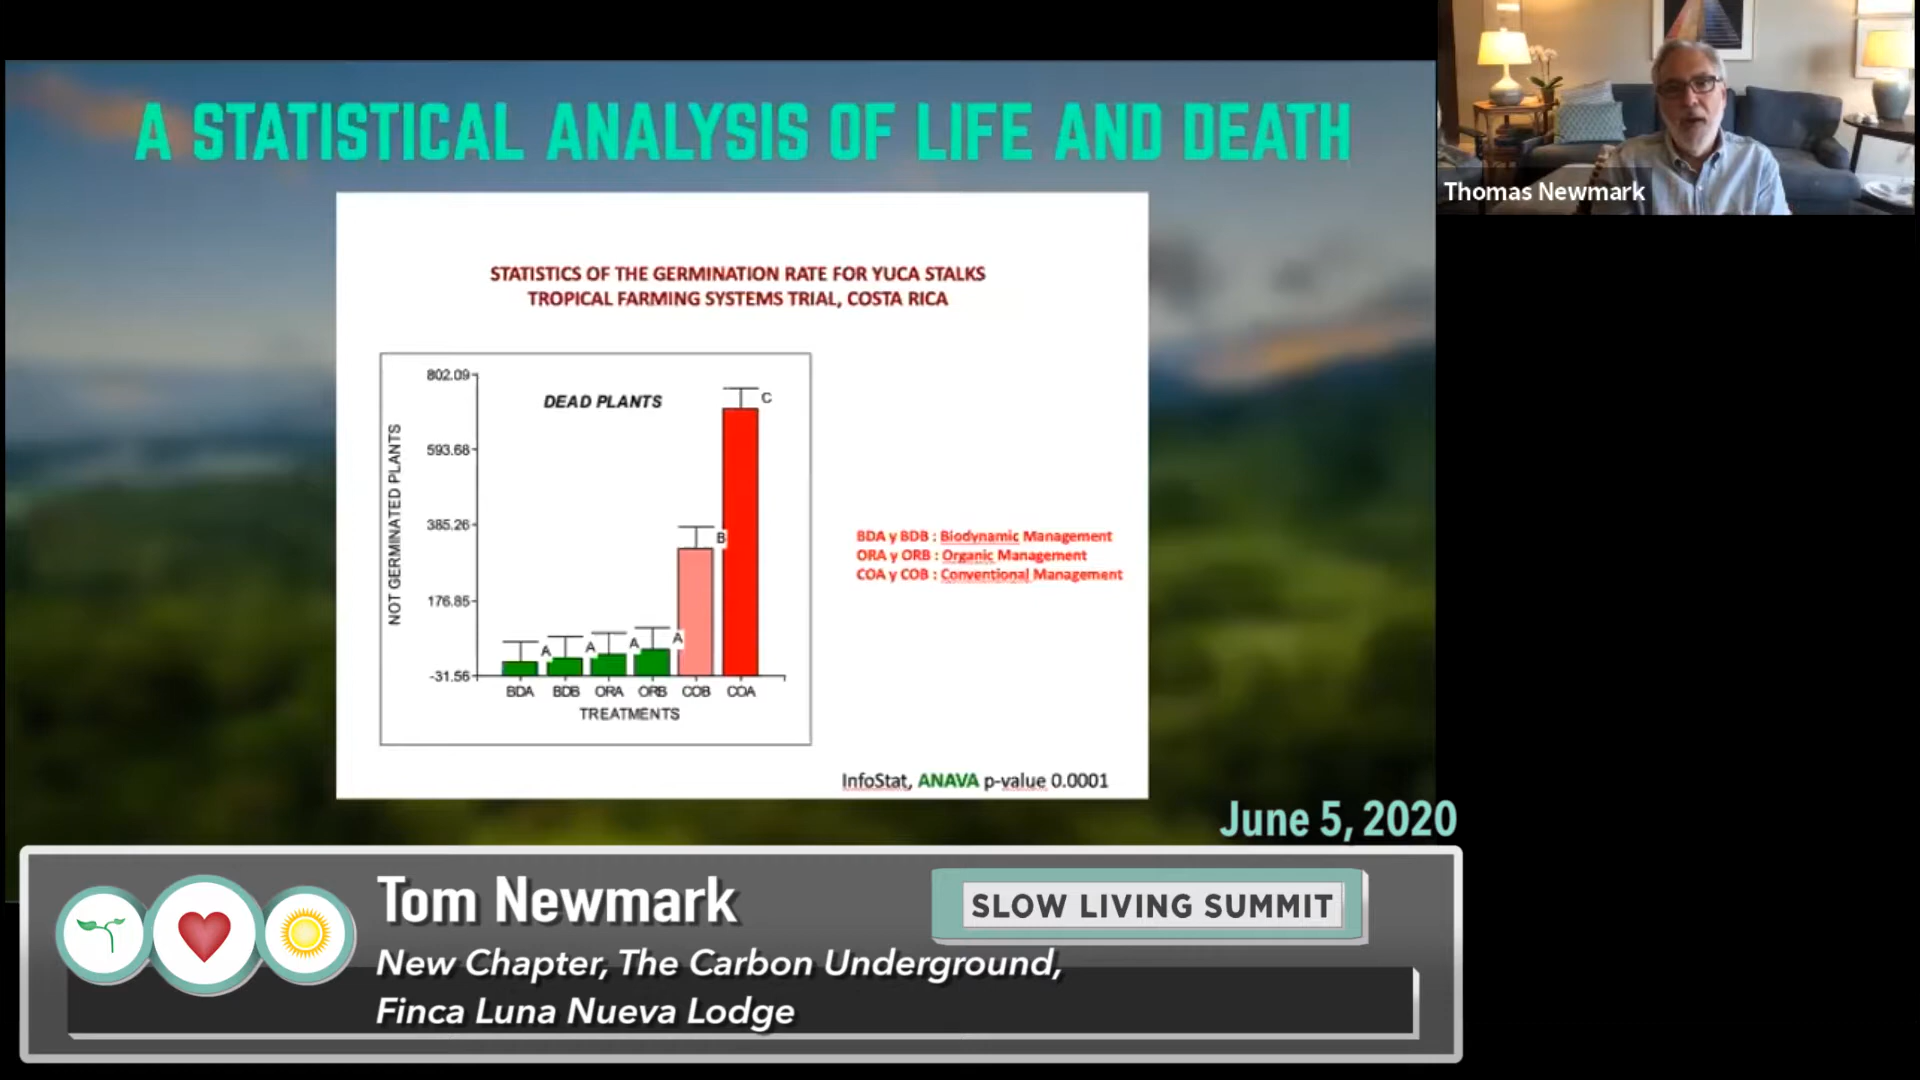 A STATISTICAL ANALYSIS OF LIFE AND DEATH
Thomas Newmark
STATISTICS OF THE GERMINATION RATE FOR YUCA STALKS
TROPICAL FARMING SYSTEMS TRIAL, COSTA RICA
DEAD PLANTS
NOT GERMINATED PLANTS
802.09
593.68
385.26
176.85
-31.56
A
A
A
A
B
C
BDA BDB ORA ORB COB COA
TREATMENTS
BDA y BDB : Biodynamic Management
ORA y ORB : Organic Management
COA y COB : Conventional Management
InfoStat, ANAVA p-value 0.0001
June 5, 2020
Tom Newmark
SLOW LIVING SUMMIT
New Chapter, The Carbon Underground,
Finca Luna Nueva Lodge